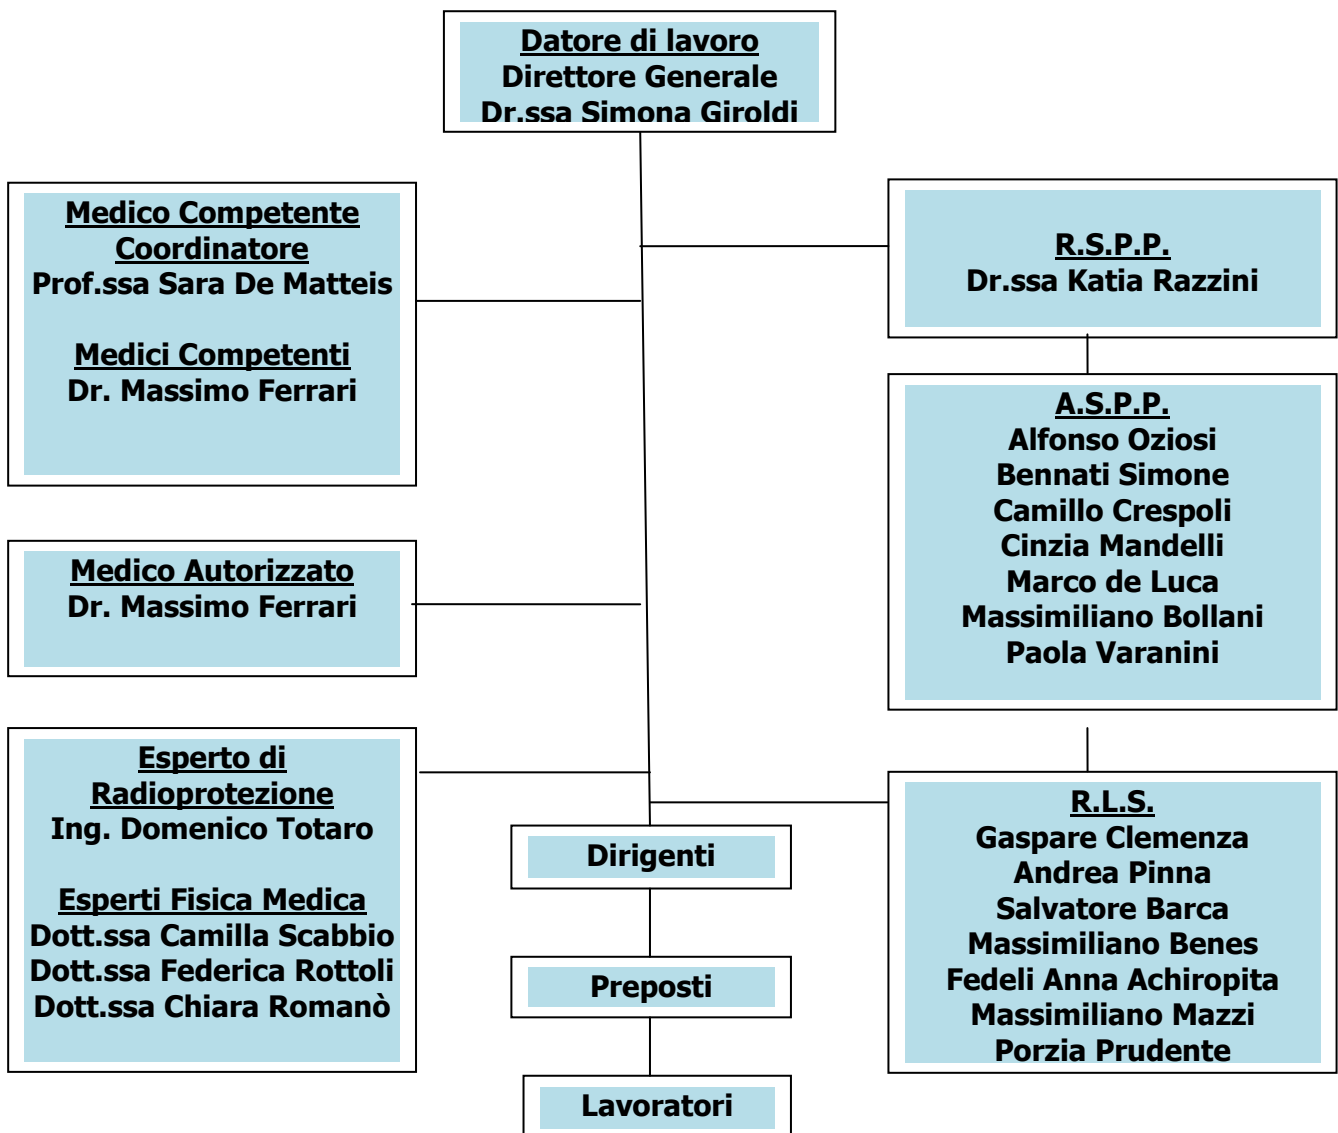 Datore di lavoro
Direttore Generale
Dr.ssa Simona Giroldi
Medico Competente
Coordinatore
Prof.ssa Sara De Matteis
Medici Competenti
Dr. Massimo Ferrari
R.S.P.P.
Dr.ssa Katia Razzini
A.S.P.P.
Alfonso Oziosi
Bennati Simone
Camillo Crespoli
Cinzia Mandelli
Marco de Luca
Massimiliano Bollani
Paola Varanini
Medico Autorizzato
Dr. Massimo Ferrari
Esperto di
Radioprotezione
Ing. Domenico Totaro
Esperti Fisica Medica
Dott.ssa Camilla Scabbio
Dott.ssa Federica Rottoli
Dott.ssa Chiara Romanò
R.L.S.
Gaspare Clemenza
Andrea Pinna
Salvatore Barca
Massimiliano Benes
Fedeli Anna Achiropita
Massimiliano Mazzi
Porzia Prudente
Dirigenti
Preposti
Lavoratori